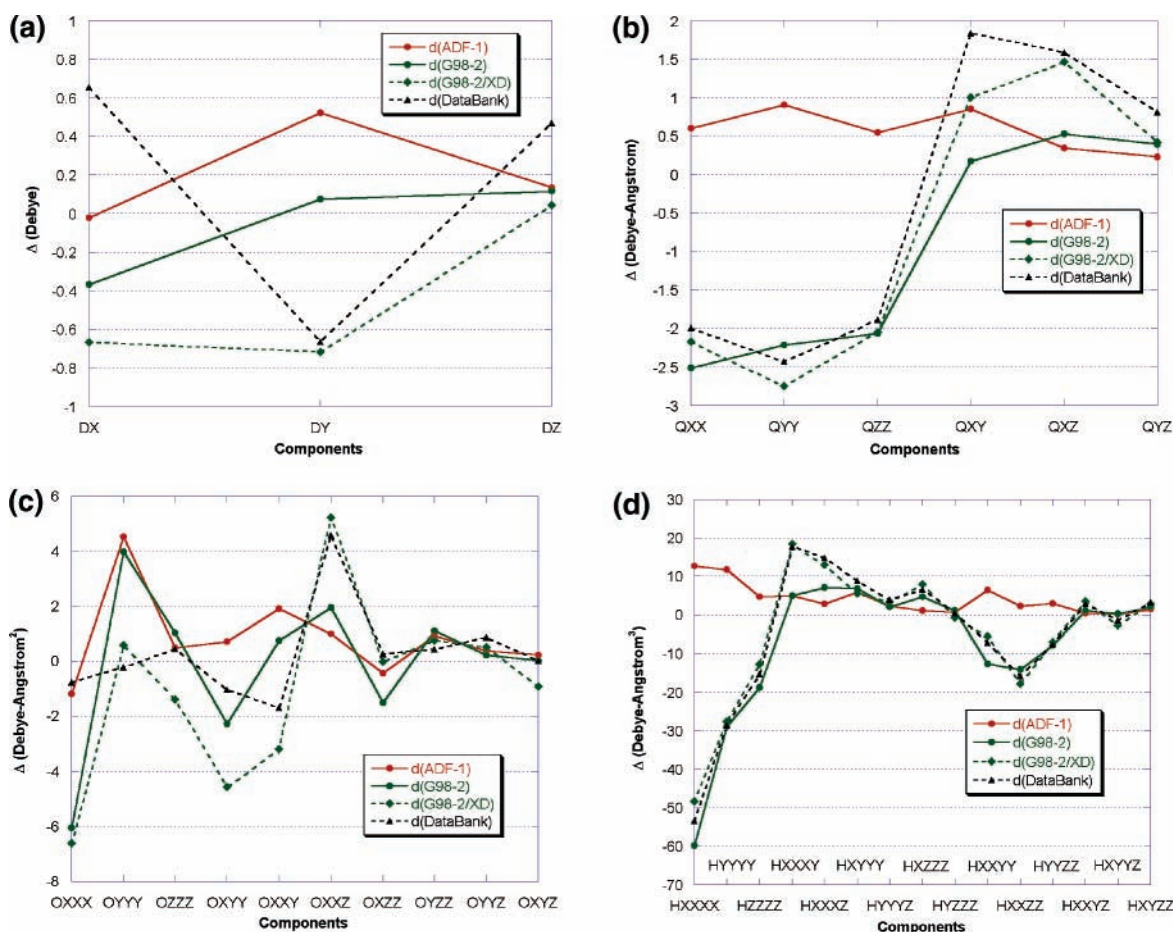 (a)
1
0.8
0.6
0.4
0.2
0
-0.2
-0.4
-0.6
-0.8
-1
Δ (Debye)
d(ADF-1)
d(G98-2)
d(G98-2/XD)
d(DataBank)
DX DY DZ
Components
(b)
2
1.5
1
0.5
0
-0.5
-1
-1.5
-2
-2.5
-3
Δ (Debye-Angstrom)
d(ADF-1)
d(G98-2)
d(G98-2/XD)
d(DataBank)
QXX QYY QZZ QXY QXZ QYZ
Components
(c)
6
4
2
0
-2
-4
-6
-8
Δ (Debye-Angstrom²)
d(ADF-1)
d(G98-2)
d(G98-2/XD)
d(DataBank)
OXXX OYYY OZZZ OXYY OXXY OXXZ OXZZ OYZZ OYYZ OXYZ
Components
(d)
30
20
10
0
-10
-20
-30
-40
-50
-60
-70
Δ (Debye-Angstrom³)
d(ADF-1)
d(G98-2)
d(G98-2/XD)
d(DataBank)
HYYYY HXXXY HXYYY HXZZZ HXXYY HYYZZ HXYYZ
HXXXX HZZZZ HXXXZ HYYYZ HYZZZ HXXZZ HXXYZ HXYZZ
Components